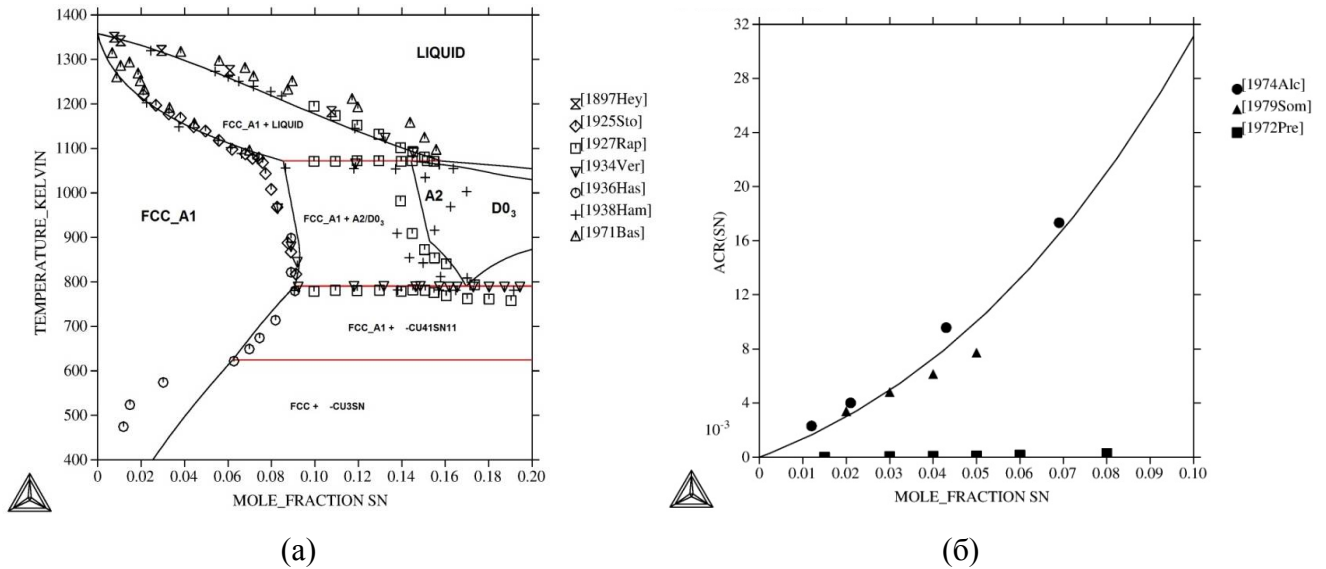 1400
1300
1200
1100
1000
900
800
700
600
500
400
TEMPERATURE_KELVIN
0
0.02
0.04
0.06
0.08
0.10
0.12
0.14
0.16
0.18
0.20
MOLE_FRACTION SN
LIQUID
FCC_A1 + LIQUID
FCC_A1
FCC_A1 + A2/D0₃
A2
D0₃
FCC_A1 + -CU41SN11
FCC + -CU3SN
[1897Hey]
[1925Sto]
[1927Rap]
[1934Ver]
[1936Has]
[1938Ham]
[1971Bas]
(а)
32
28
24
20
16
12
8
4
0
10⁻³
ACR(SN)
0
0.01
0.02
0.03
0.04
0.05
0.06
0.07
0.08
0.09
0.10
MOLE_FRACTION SN
[1974Alc]
[1979Som]
[1972Pre]
(б)